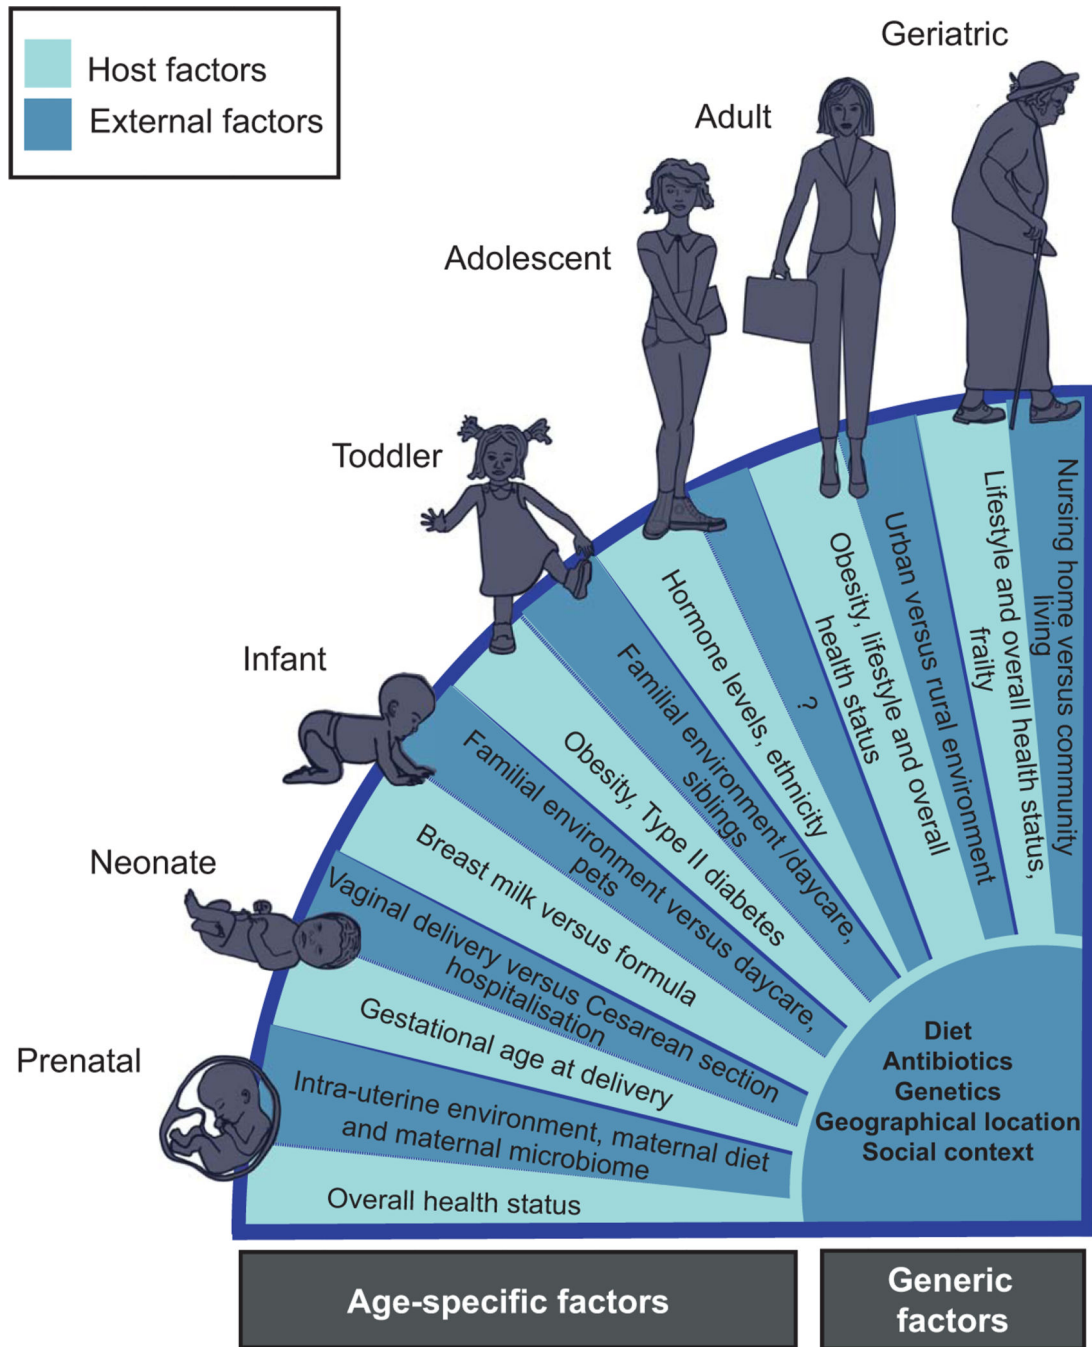 Host factors
External factors
Geriatric
Adult
Adolescent
Toddler
Infant
Neonate
Prenatal
Nursing home versus community
living
Lifestyle and overall health status,
frailty
Urban versus rural environment
Obesity, lifestyle and overall
health status
?
Hormone levels, ethnicity
Familial environment /daycare,
siblings
Obesity, Type II diabetes
Familial environment versus daycare,
pets
Breast milk versus formula
Vaginal delivery versus Cesarean section
hospitalisation
Gestational age at delivery
Intra-uterine environment, maternal diet
and maternal microbiome
Overall health status
Diet
Antibiotics
Genetics
Geographical location
Social context
Age-specific factors
Generic
factors